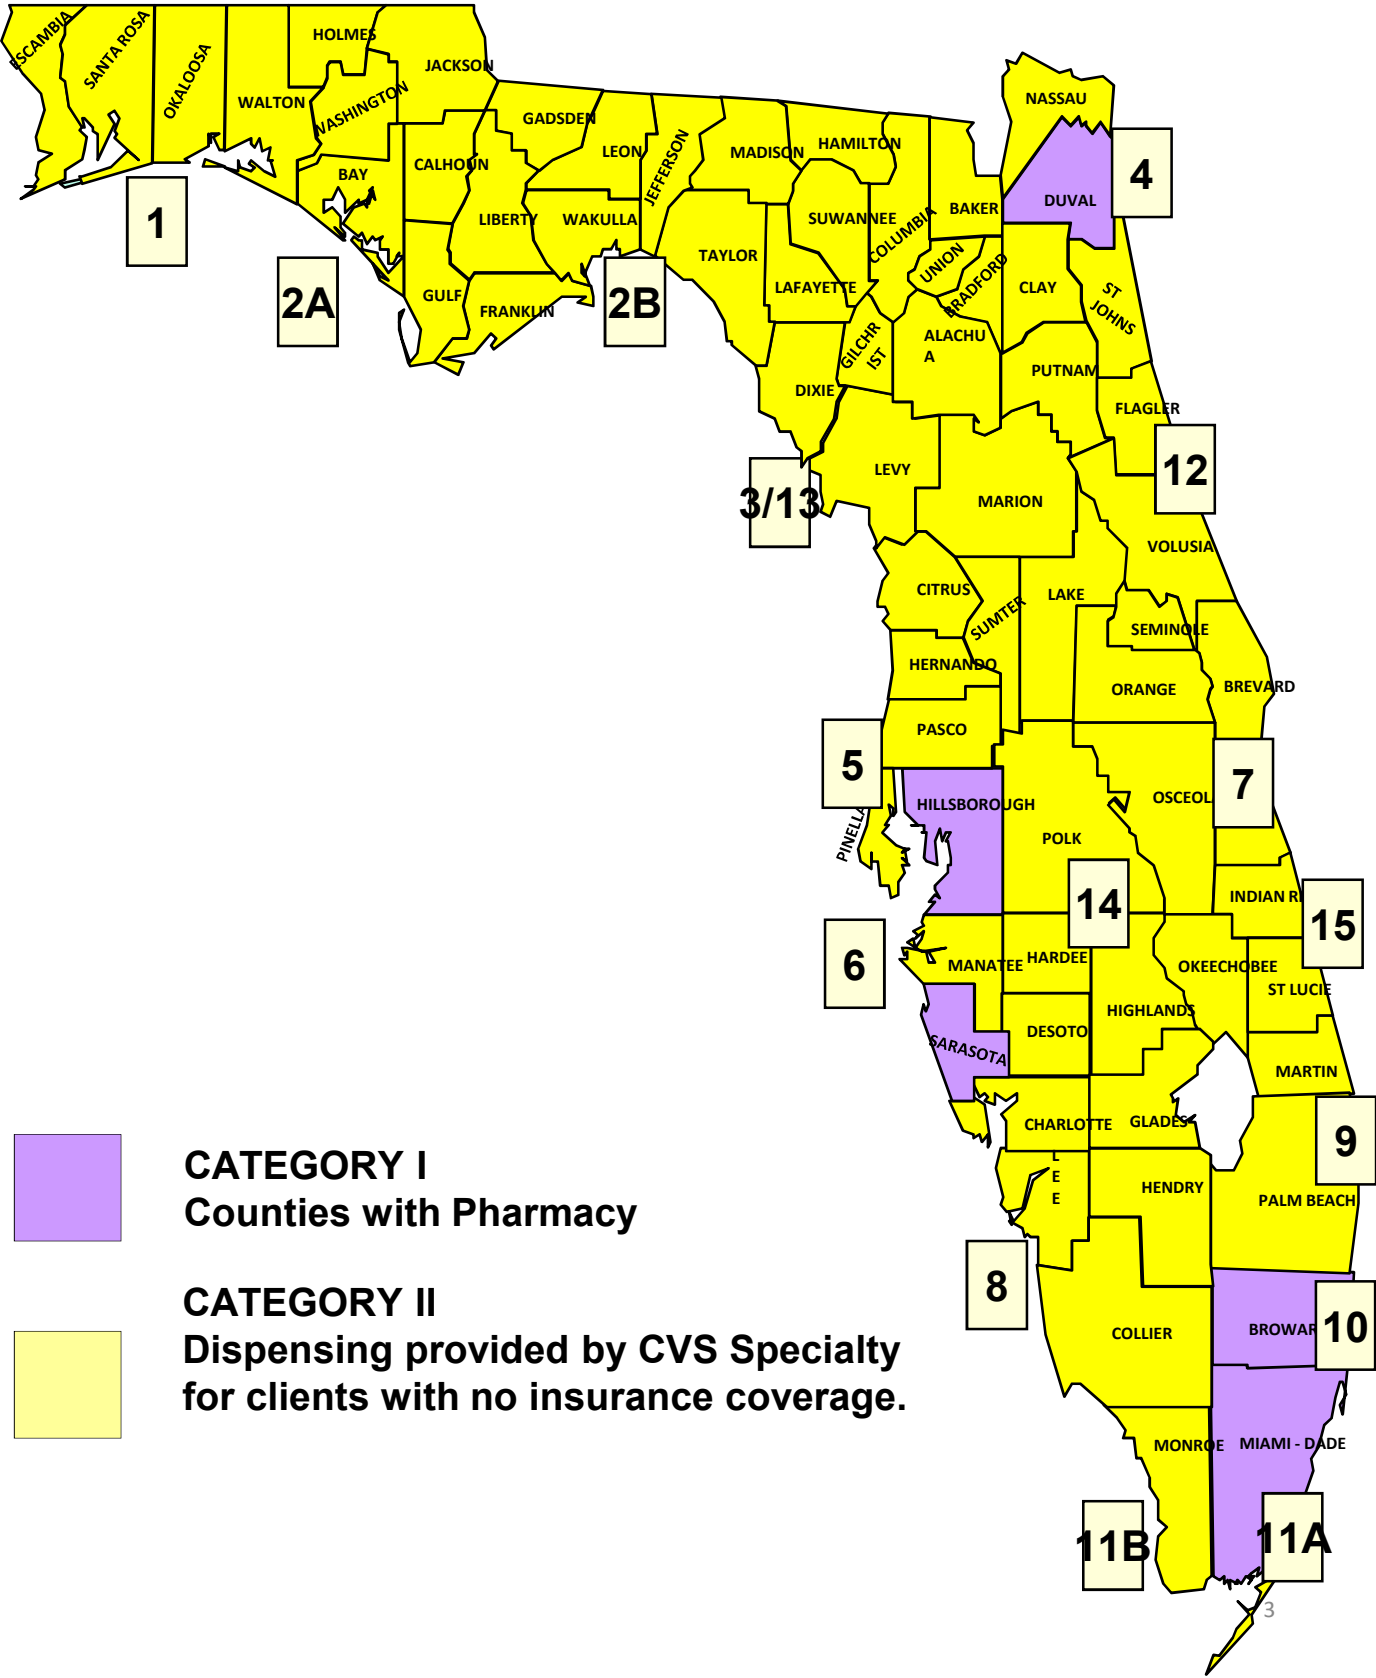 ESCAMBIA
SANTA ROSA
OKALOOSA
WALTON
HOLMES
WASHINGTON
JACKSON
BAY
CALHOUN
GADSDEN
LIBERTY
GULF
FRANKLIN
LEON
WAKULLA
JEFFERSON
MADISON
TAYLOR
HAMILTON
SUWANNEE
LAFAYETTE
COLUMBIA
BAKER
NASSAU
DUVAL
UNION
BRADFORD
CLAY
ST
JOHNS
GILCHR
IST
ALACHU
A
PUTNAM
DIXIE
FLAGLER
LEVY
MARION
VOLUSIA
CITRUS
SUMTER
LAKE
SEMINOLE
HERNANDO
ORANGE
BREVARD
PASCO
HILLSBOROUGH
PINELLA
POLK
OSCEOL
INDIAN RI
MANATEE
HARDEE
OKEECHOBEE
ST LUCIE
HIGHLANDS
DESOTO
SARASOTA
MARTIN
CHARLOTTE
GLADES
L
E
E
HENDRY
PALM BEACH
COLLIER
BROWAR
MONROE
MIAMI - DADE
1
2A
2B
3/13
4
12
5
7
14
15
6
9
8
10
11B
11A
CATEGORY I
Counties with Pharmacy
CATEGORY II
Dispensing provided by CVS Specialty
for clients with no insurance coverage.
3